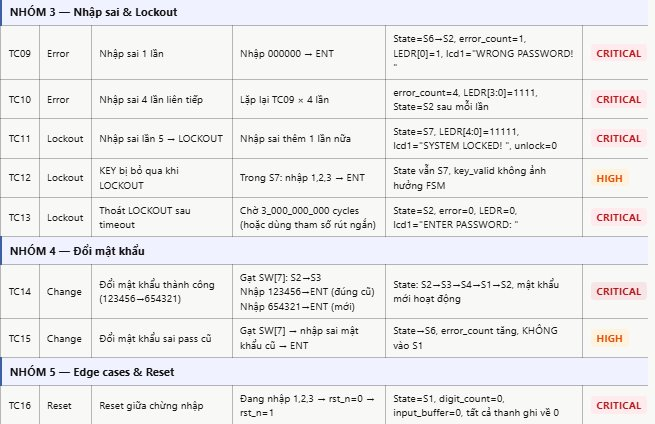 NHÓM 3 — Nhập sai & Lockout
TC09 Error Nhập sai 1 lần Nhập 000000 → ENT State=S6→S2, error_count=1,
LEDR[0]=1, lcd1="WRONG PASSWORD!
" CRITICAL
TC10 Error Nhập sai 4 lần liên tiếp Lặp lại TC09 × 4 lần error_count=4, LEDR[3:0]=1111,
State=S2 sau mỗi lần CRITICAL
TC11 Lockout Nhập sai lần 5 → LOCKOUT Nhập sai thêm 1 lần nữa State=S7, LEDR[4:0]=11111,
lcd1="SYSTEM LOCKED! ", unlock=0 CRITICAL
TC12 Lockout KEY bị bỏ qua khi
LOCKOUT Trong S7: nhập 1,2,3 → ENT State vẫn S7, key_valid không ảnh
hưởng FSM HIGH
TC13 Lockout Thoát LOCKOUT sau
timeout Chờ 3_000_000_000 cycles
(hoặc dùng tham số rút ngắn) State=S2, error=0, LEDR=0,
lcd1="ENTER PASSWORD: " CRITICAL
NHÓM 4 — Đổi mật khẩu
TC14 Change Đổi mật khẩu thành công
(123456→654321) Gạt SW[7]: S2→S3
Nhập 123456→ENT (đúng cũ)
Nhập 654321→ENT (mới) State: S2→S3→S4→S1→S2, mật khẩu
mới hoạt động CRITICAL
TC15 Change Đổi mật khẩu sai pass cũ Gạt SW[7] → nhập sai mật
khẩu cũ → ENT State→S6, error_count tăng, KHÔNG
vào S1 HIGH
NHÓM 5 — Edge cases & Reset
TC16 Reset Reset giữa chừng nhập Đang nhập 1,2,3 → rst_n=0 →
rst_n=1 State=S1, digit_count=0,
input_buffer=0, tất cả thanh ghi về 0 CRITICAL